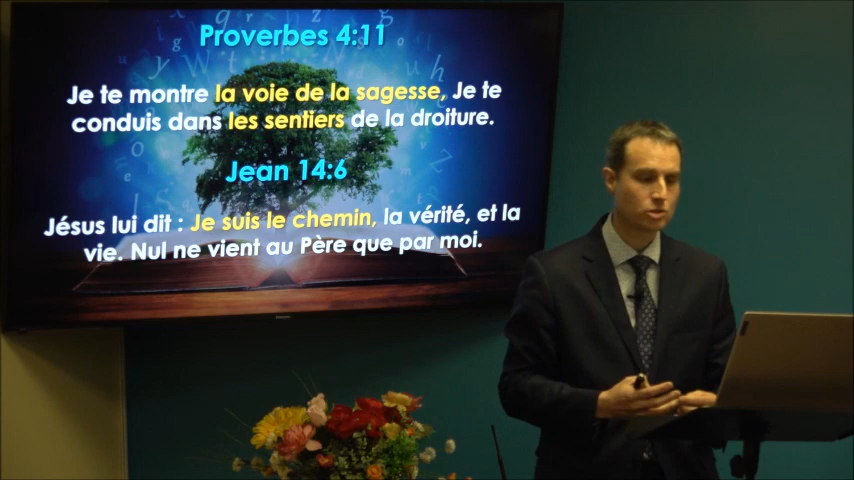 Proverbes 4:11
Je te montre la voie de la sagesse, Je te
conduis dans les sentiers de la droiture.
Jean 14:6
Jésus lui dit : Je suis le chemin, la vérité, et la
vie. Nul ne vient au Père que par moi.